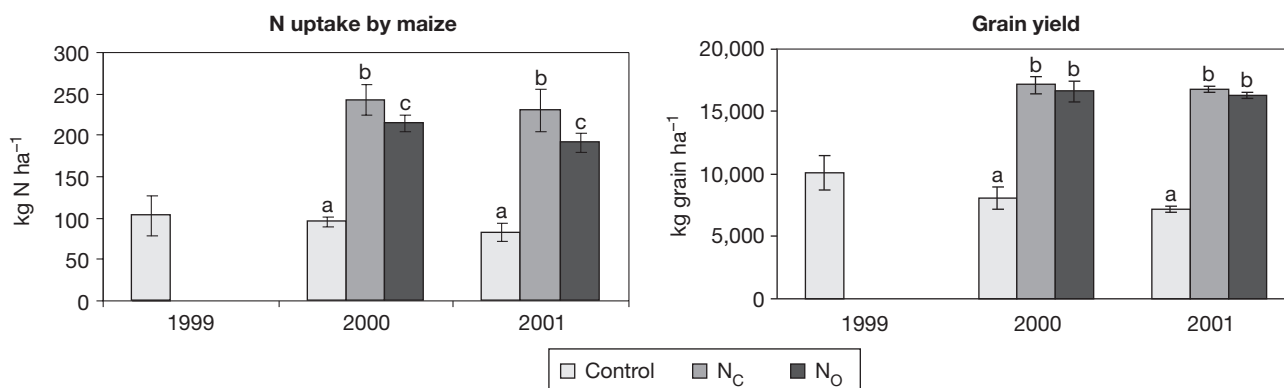 N uptake by maize
kg N ha⁻¹
300
250
200
150
100
50
0
a
b
c
a
b
c
1999
2000
2001
Grain yield
kg grain ha⁻¹
20,000
15,000
10,000
5,000
0
a
b
b
a
b
b
1999
2000
2001
Control
N_C
N_O